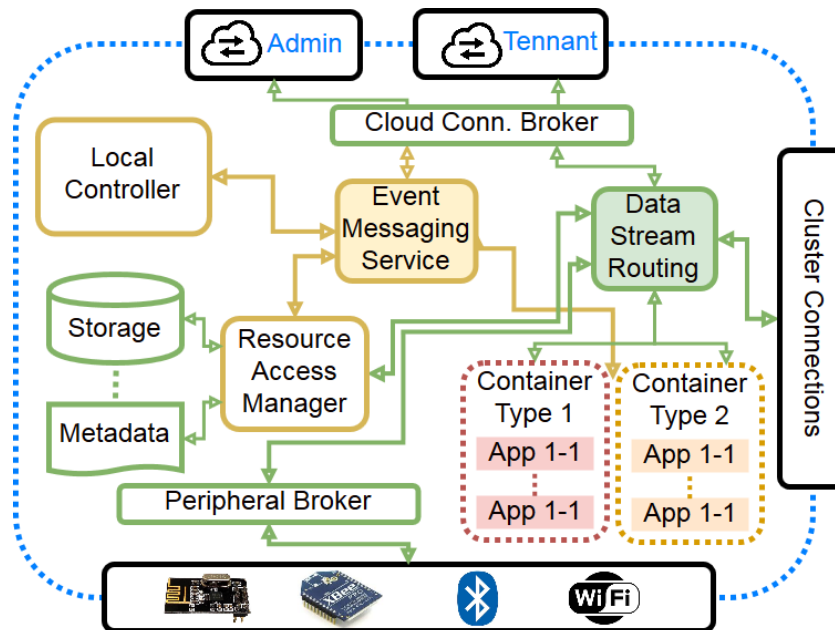 Admin
Tennant
Cloud Conn. Broker
Local
Controller
Event
Messaging
Service
Data
Stream
Routing
Cluster Connections
Storage
Metadata
Resource
Access
Manager
Container
Type 1
App 1-1
App 1-1
Container
Type 2
App 1-1
App 1-1
Peripheral Broker
XBee
WiFi